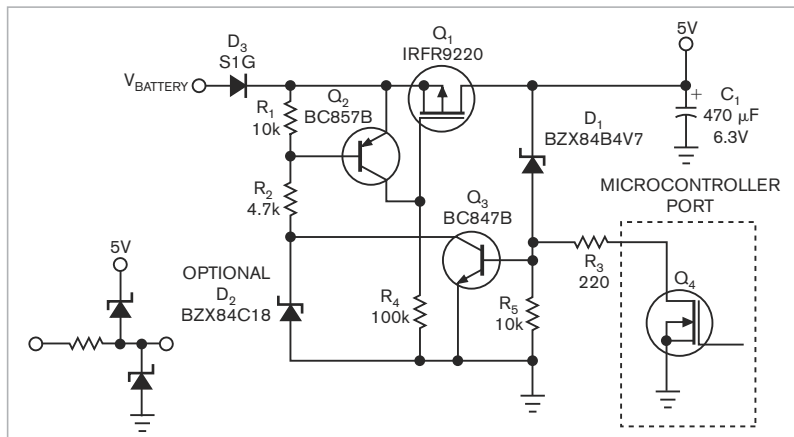 5V
Q1
IRFR9220
D3
S1G
VBATTERY
R1
10k
Q2
BC857B
D1
BZX84B4V7
C1
470 µF
6.3V
+
R2
4.7k
Q3
BC847B
MICROCONTROLLER
PORT
R3
220
Q4
5V
OPTIONAL
D2
BZX84C18
R4
100k
R5
10k